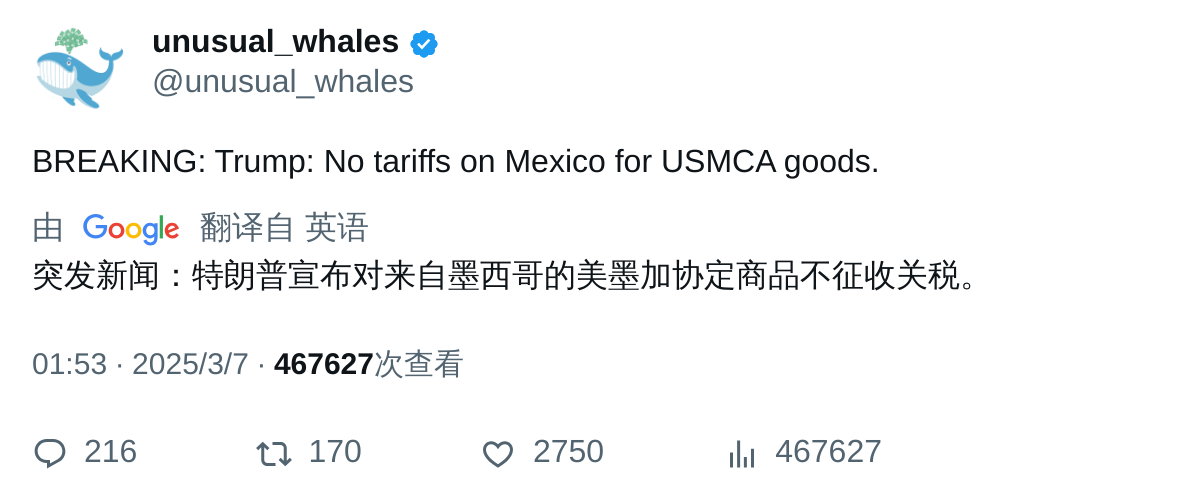 unusual_whales
@unusual_whales
BREAKING: Trump: No tariffs on Mexico for USMCA goods.
由 Google 翻译自 英语
突发新闻：特朗普宣布对来自墨西哥的美墨加协定商品不征收关税。
01:53 · 2025/3/7 · 467627次查看
216 170 2750 467627